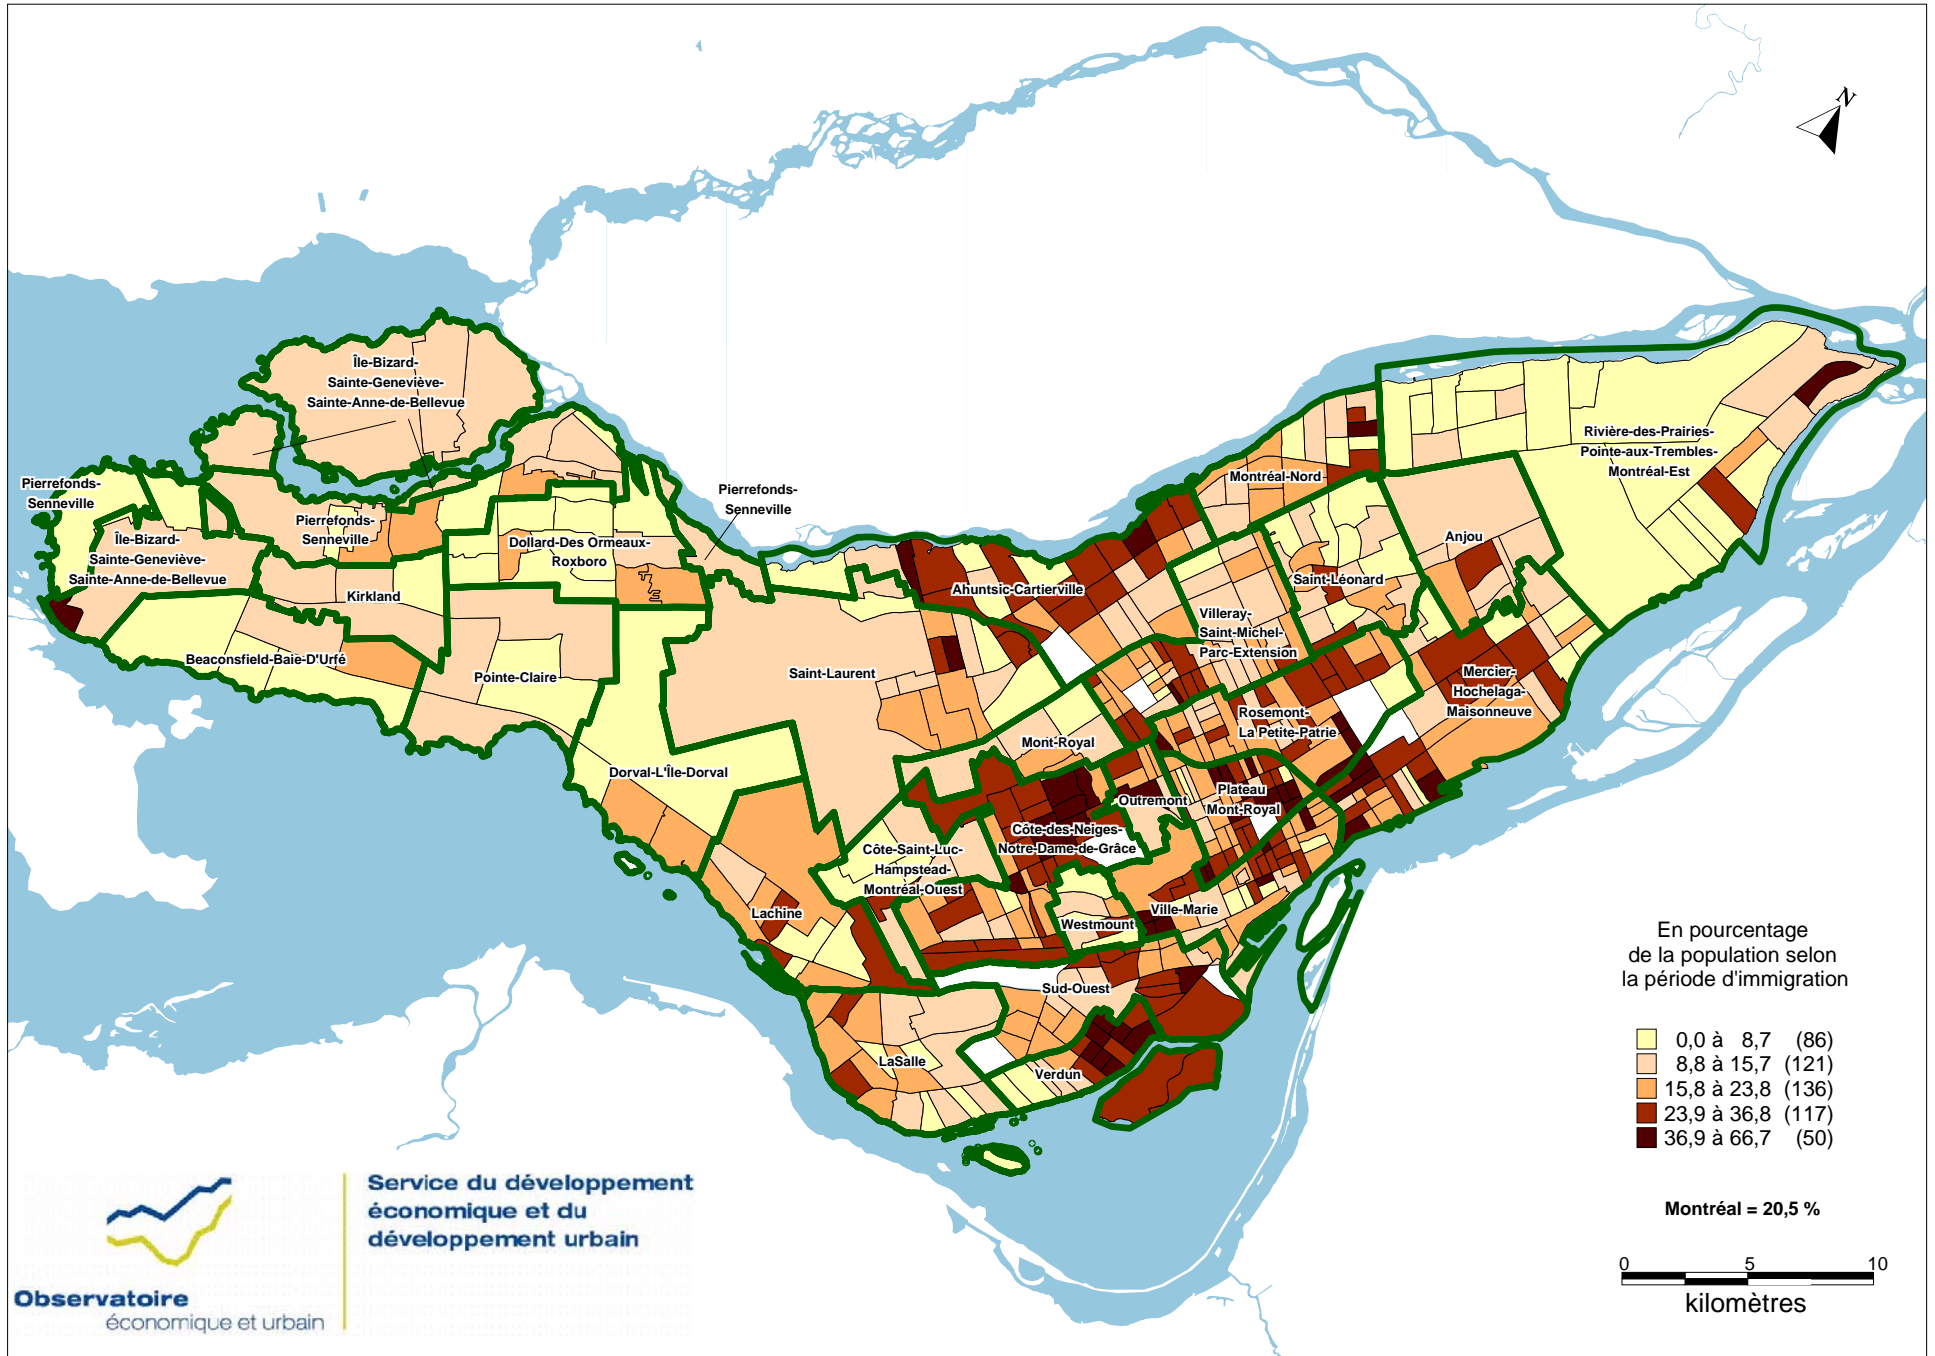 N
Île-Bizard-
Sainte-Geneviève-
Sainte-Anne-de-Bellevue
Pierrefonds-
Senneville
Pierrefonds-
Senneville
Pierrefonds-
Senneville
Île-Bizard-
Sainte-Geneviève-
Sainte-Anne-de-Bellevue
Dollard-Des Ormeaux-
Roxboro
Kirkland
Beaconsfield-Baie-D'Urfé
Pointe-Claire
Dorval-L'Île-Dorval
Saint-Laurent
Ahuntsic-Cartierville
Montréal-Nord
Rivière-des-Prairies-
Pointe-aux-Trembles-
Montréal-Est
Anjou
Saint-Léonard
Villeray-
Saint-Michel-
Parc-Extension
Mercier-
Hochelaga-
Maisonneuve
Rosemont-
La Petite-Patrie
Mont-Royal
Outremont
Plateau
Mont-Royal
Côte-des-Neiges-
Notre-Dame-de-Grâce
Côte-Saint-Luc-
Hampstead-
Montréal-Ouest
Lachine
Westmount
Ville-Marie
Sud-Ouest
LaSalle
Verdun
En pourcentage
de la population selon
la période d'immigration
0,0 à 8,7 (86)
8,8 à 15,7 (121)
15,8 à 23,8 (136)
23,9 à 36,8 (117)
36,9 à 66,7 (50)
Montréal = 20,5 %
0 5 10
kilomètres
Service du développement
économique et du
développement urbain
Observatoire
économique et urbain